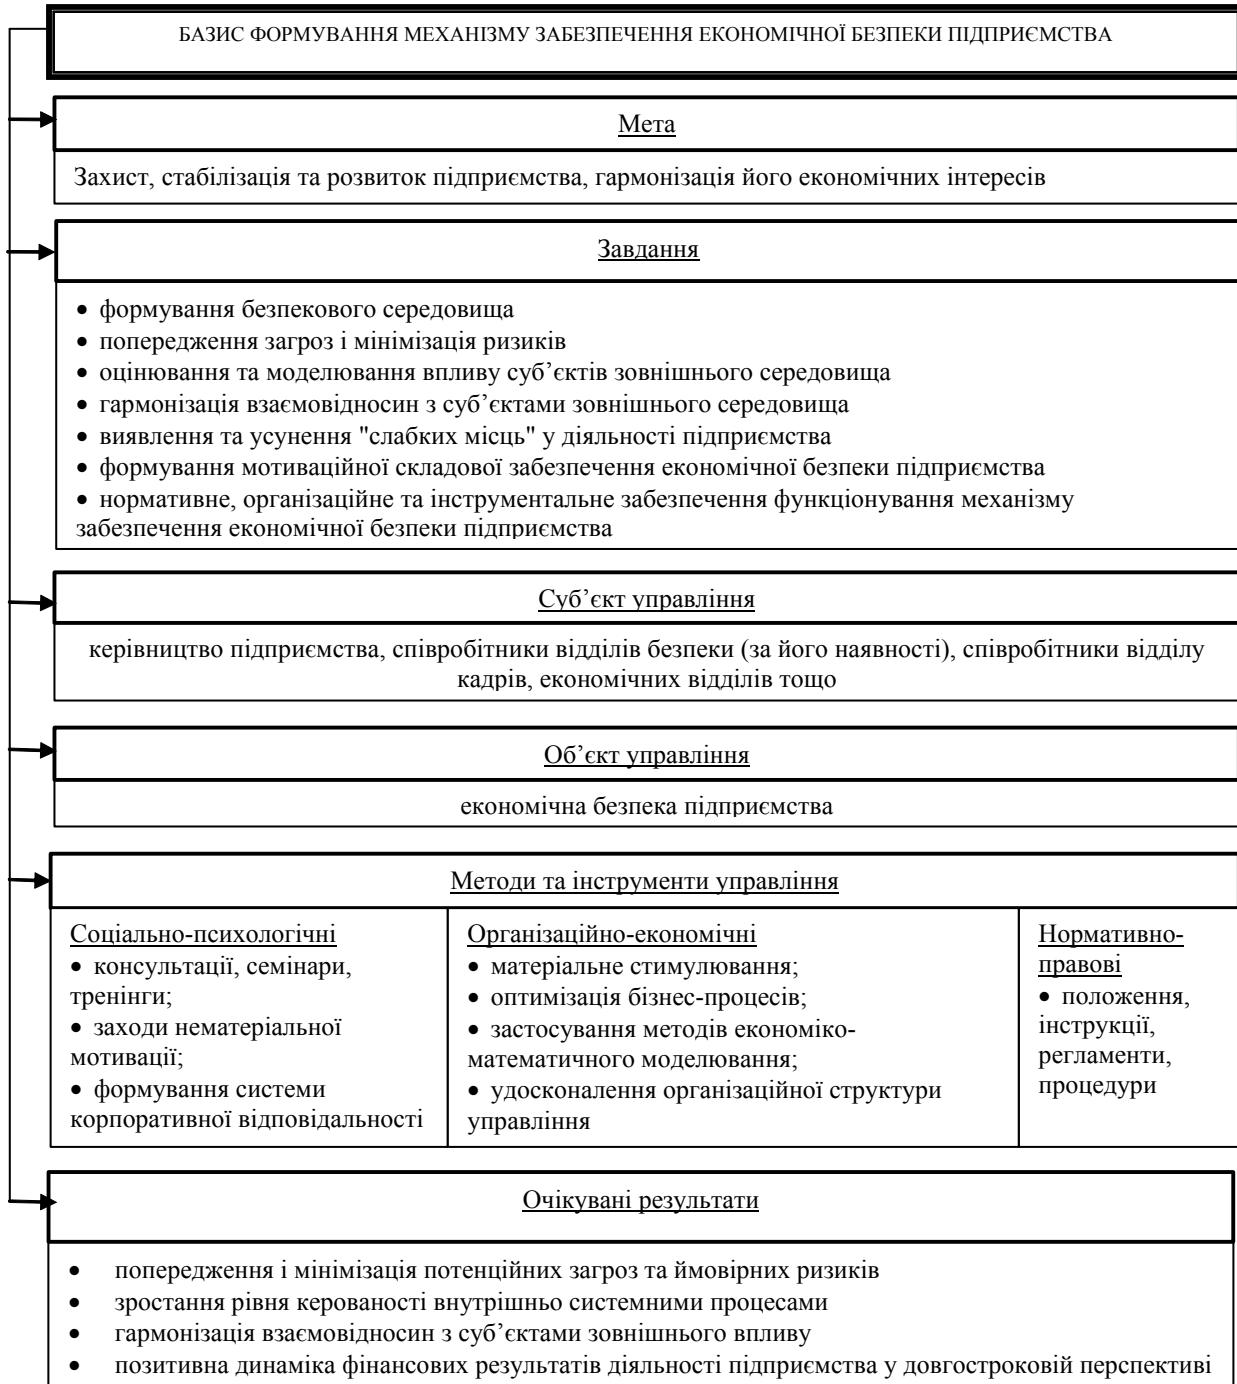 БАЗИС ФОРМУВАННЯ МЕХАНІЗМУ ЗАБЕЗПЕЧЕННЯ ЕКОНОМІЧНОЇ БЕЗПЕКИ ПІДПРИЄМСТВА
Мета
Захист, стабілізація та розвиток підприємства, гармонізація його економічних інтересів
Завдання
• формування безпекового середовища
• попередження загроз і мінімізація ризиків
• оцінювання та моделювання впливу суб’єктів зовнішнього середовища
• гармонізація взаємовідносин з суб’єктами зовнішнього середовища
• виявлення та усунення "слабких місць" у діяльності підприємства
• формування мотиваційної складової забезпечення економічної безпеки підприємства
• нормативне, організаційне та інструментальне забезпечення функціонування механізму
забезпечення економічної безпеки підприємства
Суб’єкт управління
керівництво підприємства, співробітники відділів безпеки (за його наявності), співробітники відділу
кадрів, економічних відділів тощо
Об’єкт управління
економічна безпека підприємства
Методи та інструменти управління
Соціально-психологічні
• консультації, семінари,
тренінги;
• заходи нематеріальної
мотивації;
• формування системи
корпоративної відповідальності
Організаційно-економічні
• матеріальне стимулювання;
• оптимізація бізнес-процесів;
• застосування методів економіко-
математичного моделювання;
• удосконалення організаційної структури
управління
Нормативно-
правові
• положення,
інструкції,
регламенти,
процедури
Очікувані результати
• попередження і мінімізація потенційних загроз та ймовірних ризиків
• зростання рівня керованості внутрішньо системними процесами
• гармонізація взаємовідносин з суб’єктами зовнішнього впливу
• позитивна динаміка фінансових результатів діяльності підприємства у довгостроковій перспективі